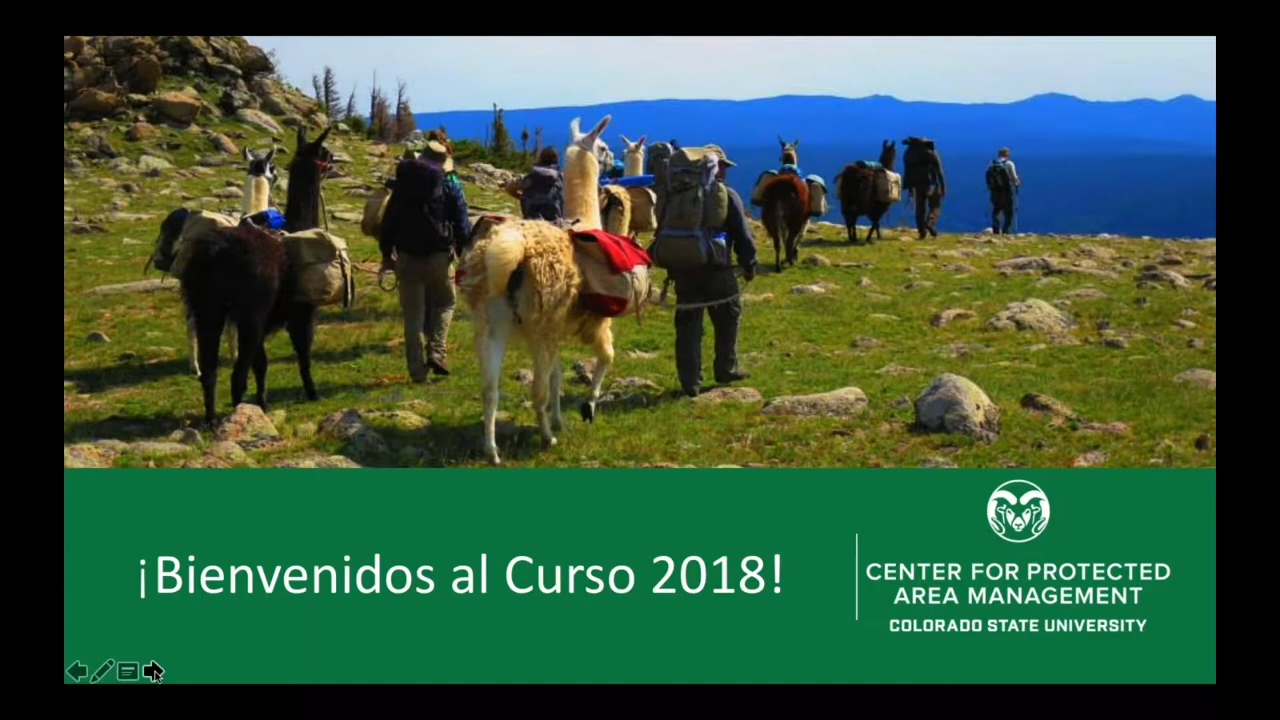 ¡Bienvenidos al Curso 2018!
CENTER FOR PROTECTED
AREA MANAGEMENT
COLORADO STATE UNIVERSITY